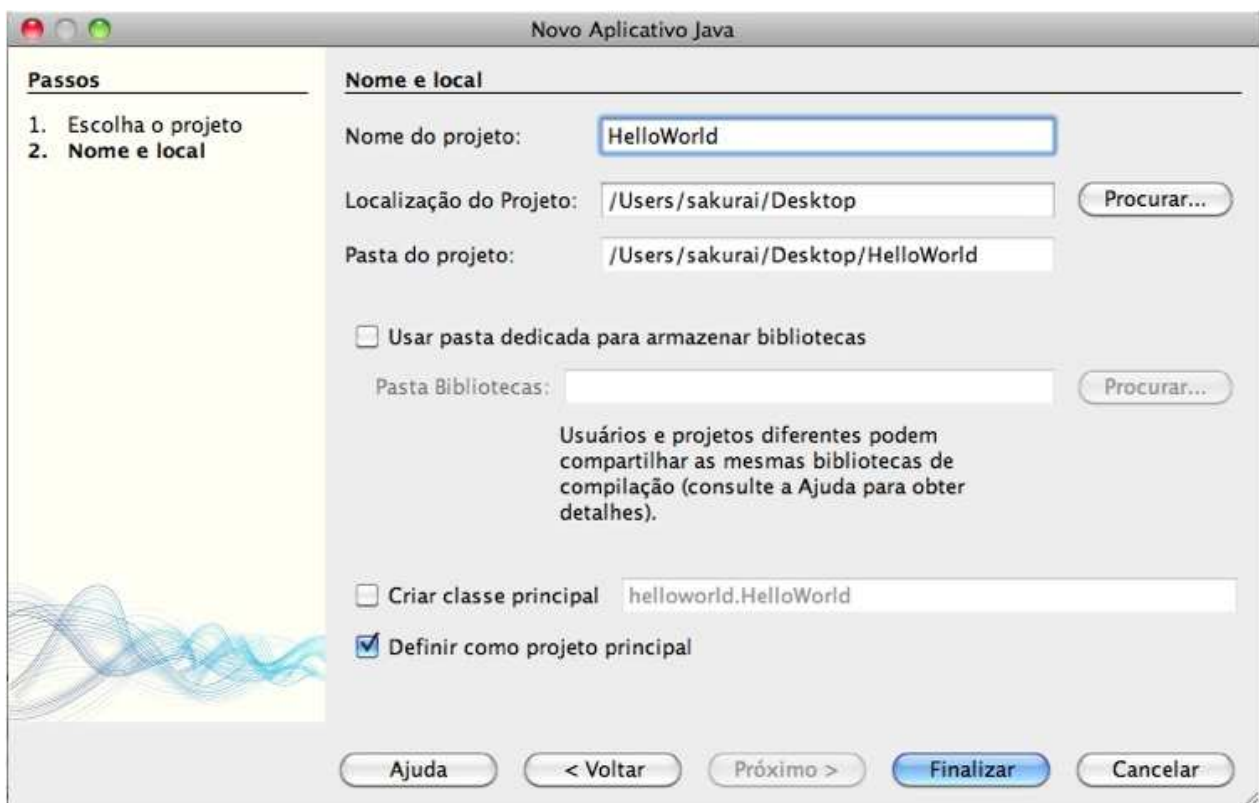 Novo Aplicativo Java
Passos
1. Escolha o projeto
2. Nome e local
Nome e local
Nome do projeto: HelloWorld
Localização do Projeto: /Users/sakurai/Desktop Procurar...
Pasta do projeto: /Users/sakurai/Desktop/HelloWorld
Usar pasta dedicada para armazenar bibliotecas
Pasta Bibliotecas: Procurar...
Usuários e projetos diferentes podem
compartilhar as mesmas bibliotecas de
compilação (consulte a Ajuda para obter
detalhes).
Criar classe principal helloworld.HelloWorld
Definir como projeto principal
Ajuda < Voltar Próximo > Finalizar Cancelar